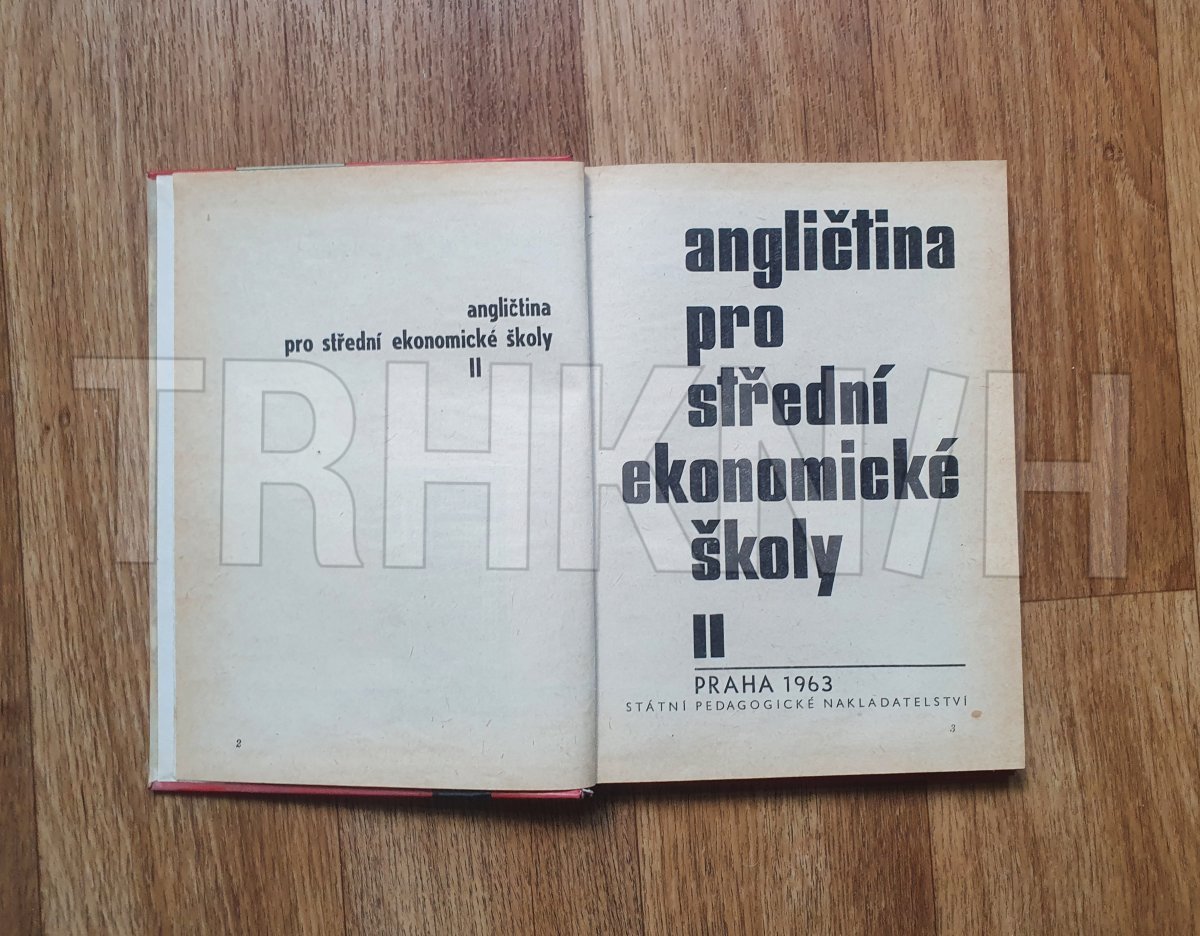 angličtina
pro střední ekonomické školy
II
2
angličtina
pro
střední
ekonomické
školy
II
PRAHA 1963
STÁTNÍ PEDAGOGICKÉ NAKLADATELSTVÍ
3
TRHKNIH